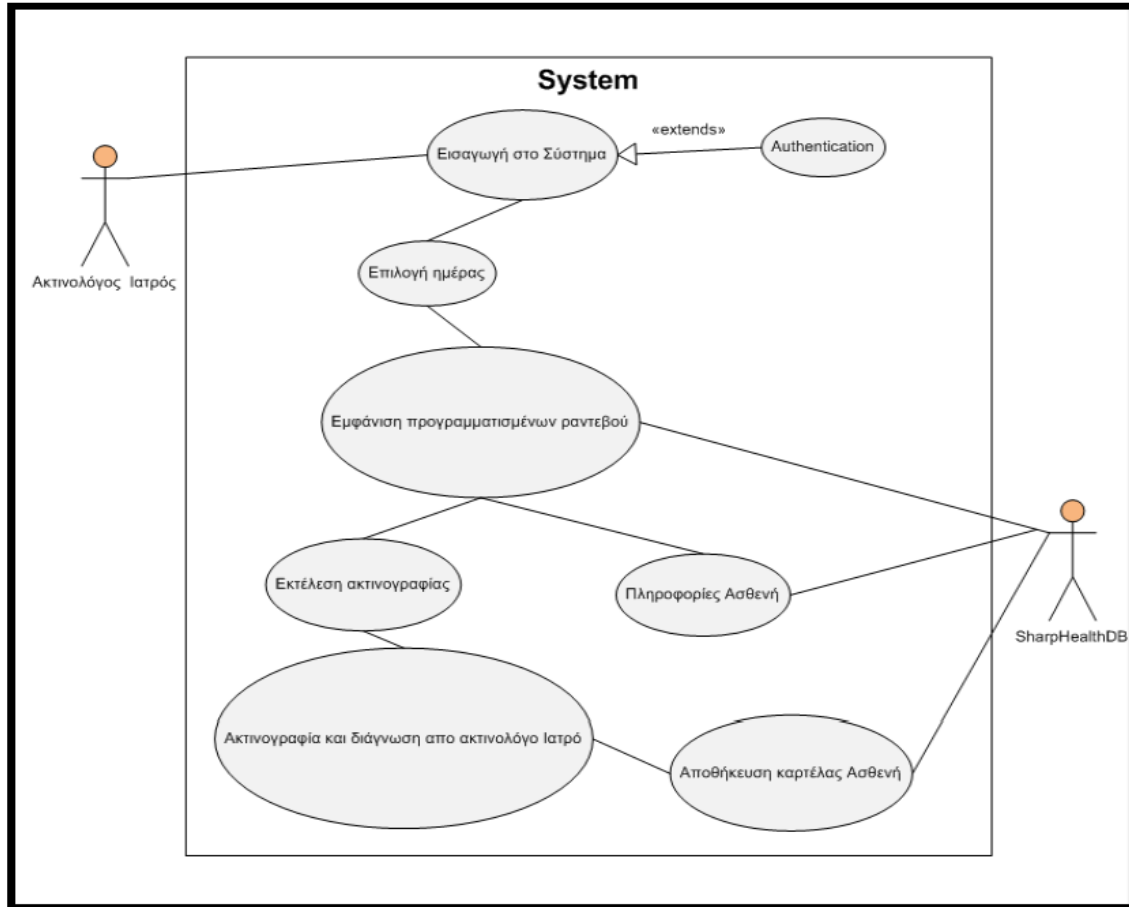 System
«extends»
Εισαγωγή στο Σύστημα
Authentication
Ακτινολόγος Ιατρός
Επιλογή ημέρας
Εμφάνιση προγραμματισμένων ραντεβού
Εκτέλεση ακτινογραφίας
Πληροφορίες Ασθενή
SharpHealthDB
Ακτινογραφία και διάγνωση απο ακτινολόγο Ιατρό
Αποθήκευση καρτέλας Ασθενή